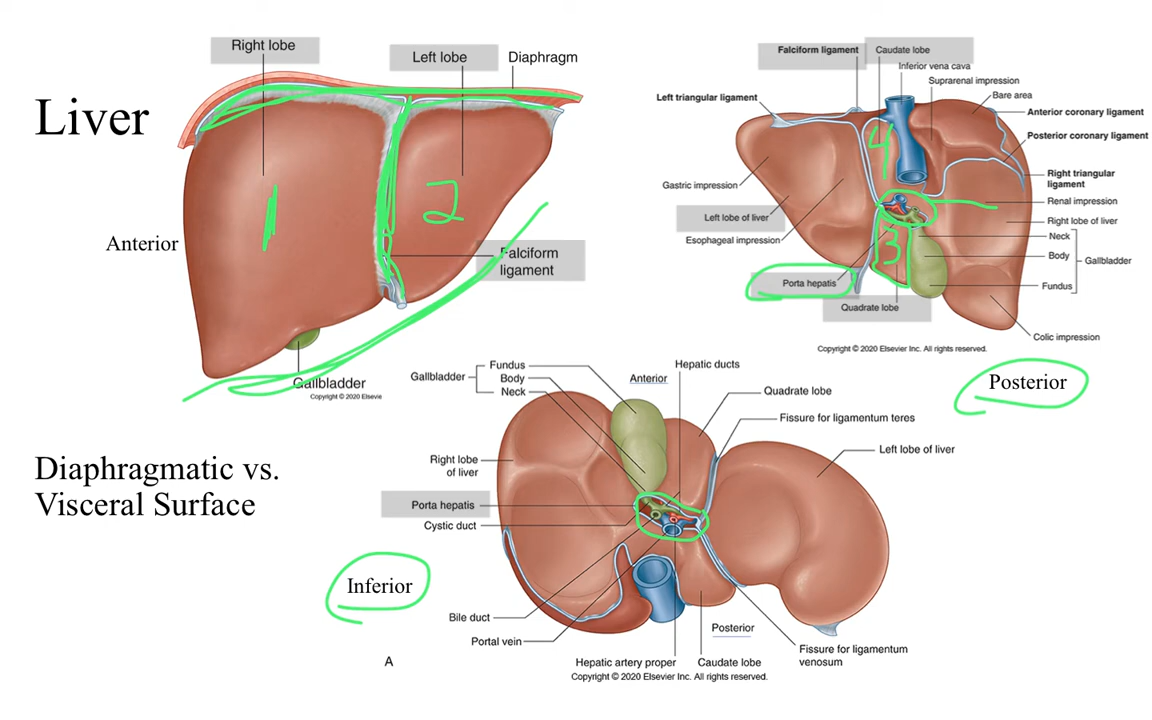 Liver
Right lobe
Left lobe
Diaphragm
Anterior
Falciform
ligament
Gallbladder
Copyright © 2020 Elsevie
1
2
Falciform ligament
Caudate lobe
Inferior vena cava
Suprarenal impression
Bare area
Left triangular ligament
Anterior coronary ligament
Posterior coronary ligament
Right triangular
ligament
Gastric impression
Renal impression
Left lobe of liver
Right lobe of liver
Esophageal impression
Neck
Body
Gallbladder
Fundus
Porta hepatis
Quadrate lobe
Colic impression
4
3
Copyright © 2020 Elsevier Inc. All rights reserved.
Posterior
Diaphragmatic vs.
Visceral Surface
Inferior
Gallbladder
Fundus
Body
Neck
Anterior
Hepatic ducts
Quadrate lobe
Fissure for ligamentum teres
Left lobe of liver
Right lobe
of liver
Porta hepatis
Cystic duct
Bile duct
Portal vein
Posterior
Hepatic artery proper
Caudate lobe
Fissure for ligamentum
venosum
A
Copyright © 2020 Elsevier Inc. All rights reserved.